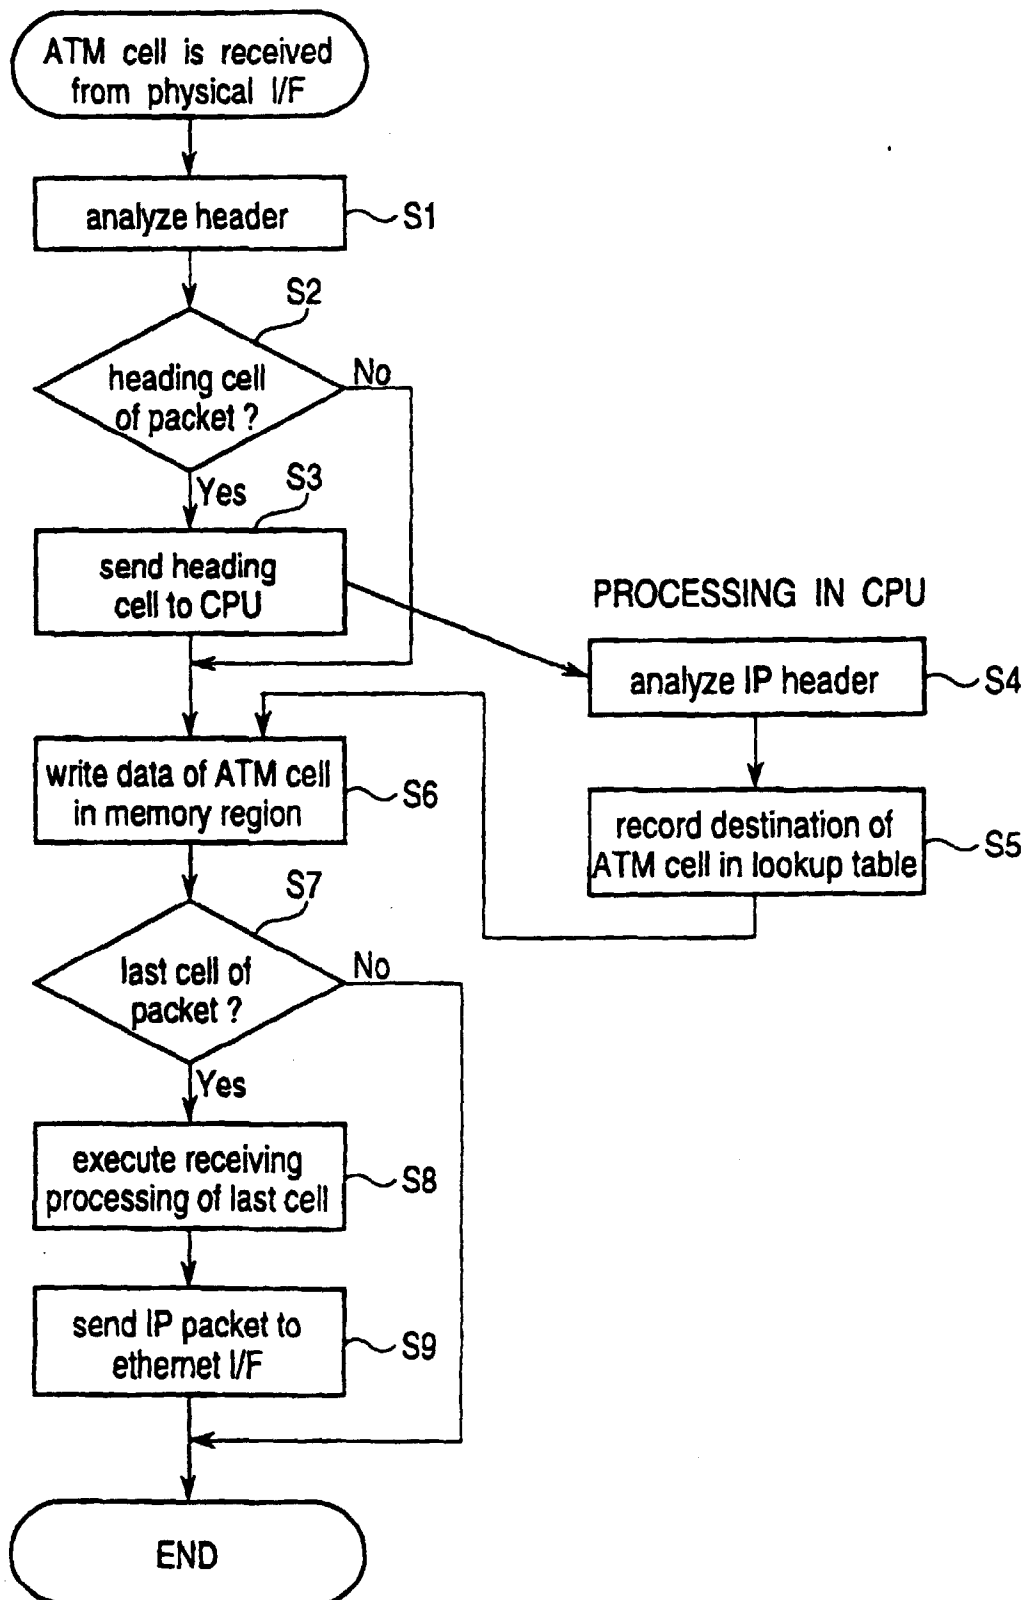 ATM cell is received
from physical I/F
analyze header
S1
S2
heading cell
of packet ?
No
Yes
S3
send heading
cell to CPU
PROCESSING IN CPU
analyze IP header
S4
write data of ATM cell
in memory region
S6
record destination of
ATM cell in lookup table
S5
S7
last cell of
packet ?
No
Yes
execute receiving
processing of last cell
S8
send IP packet to
ethernet I/F
S9
END